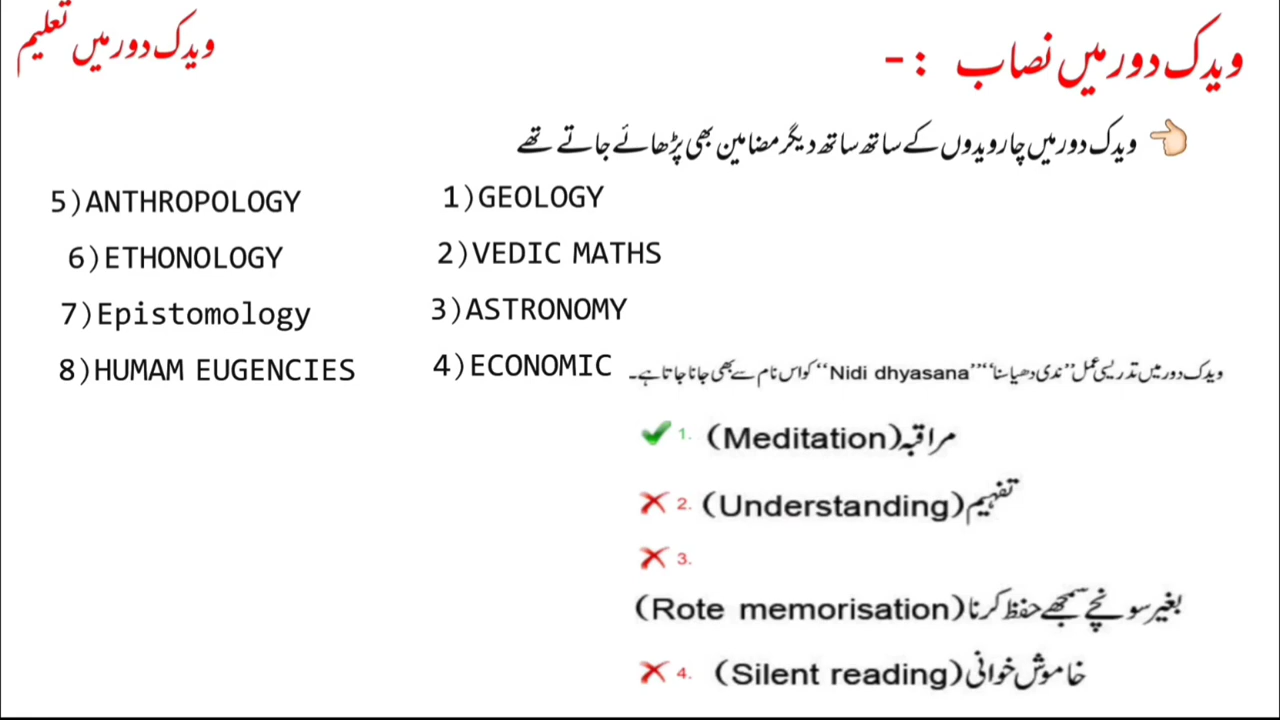 ویدک دور میں تعلیم
ویدک دور میں نصاب :-
ویدک دور میں چار ویدوں کے ساتھ ساتھ دیگر مضامین بھی پڑھائے جاتے تھے
1)GEOLOGY
2)VEDIC MATHS
3)ASTRONOMY
4)ECONOMIC
5)ANTHROPOLOGY
6)ETHONOLOGY
7)Epistomology
8)HUMAM EUGENCIES
ویدک دور میں تدریسی عمل ”ندی دھیاسنا“ ”Nidi dhyasana“ کو اس نام سے بھی جانا جاتا ہے۔
1. مراقبہ (Meditation)
2. تفہیم (Understanding)
3.
بغیر سونچے سمجھے حفظ کرنا (Rote memorisation)
4. خاموش خوانی (Silent reading)